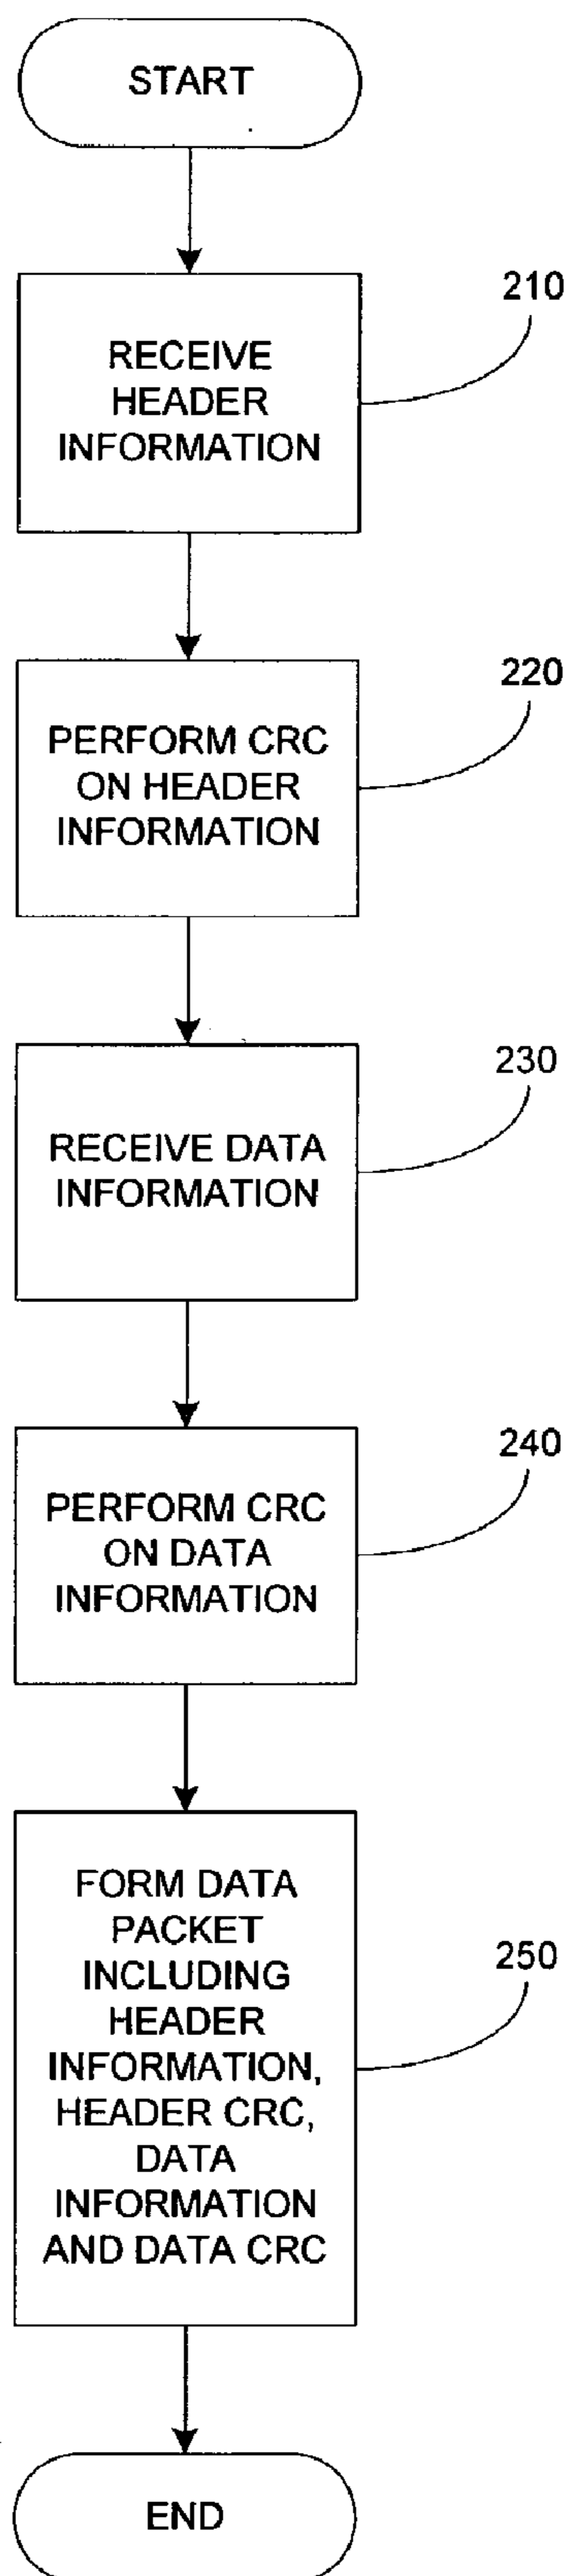 START
210
RECEIVE
HEADER
INFORMATION
220
PERFORM CRC
ON HEADER
INFORMATION
230
RECEIVE DATA
INFORMATION
240
PERFORM CRC
ON DATA
INFORMATION
250
FORM DATA
PACKET
INCLUDING
HEADER
INFORMATION,
HEADER CRC,
DATA
INFORMATION
AND DATA CRC
END